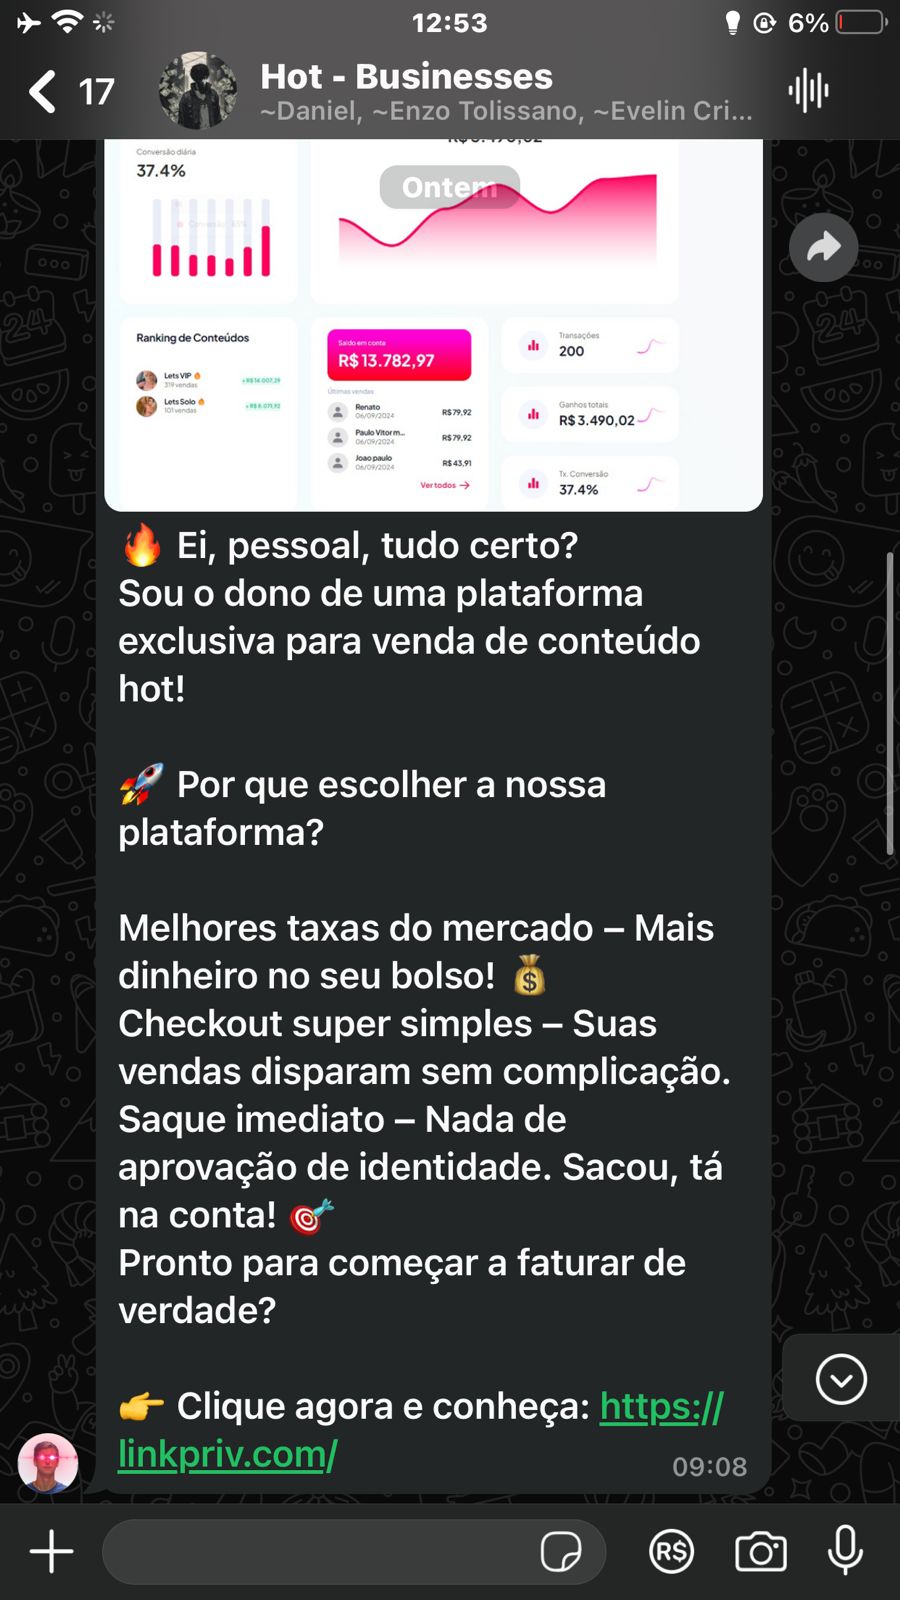 12:53
6%
17
Hot - Businesses
~Daniel, ~Enzo Tolissano, ~Evelin Cri...
Conversão diária
37.4%
Ontem
Conversão
Ranking de Conteúdos
Lets VIP 🔥
319 vendas
+R$14.007,29
Lets Solo 🔥
101 vendas
+R$ 8.071,92
Saldo em conta
R$ 13.782,97
Últimas vendas
Renato
06/09/2024
R$79,92
Paulo Vitor m...
06/09/2024
R$79,92
Joao paulo
06/09/2024
R$43,91
Ver todos →
Transações
200
Ganhos totais
R$ 3.490,02
Tx. Conversão
37.4%
🔥 Ei, pessoal, tudo certo?
Sou o dono de uma plataforma
exclusiva para venda de conteúdo
hot!
🚀 Por que escolher a nossa
plataforma?
Melhores taxas do mercado – Mais
dinheiro no seu bolso! 💰
Checkout super simples – Suas
vendas disparam sem complicação.
Saque imediato – Nada de
aprovação de identidade. Sacou, tá
na conta! 🎯
Pronto para começar a faturar de
verdade?
👉 Clique agora e conheça: https://
linkpriv.com/
09:08
R$